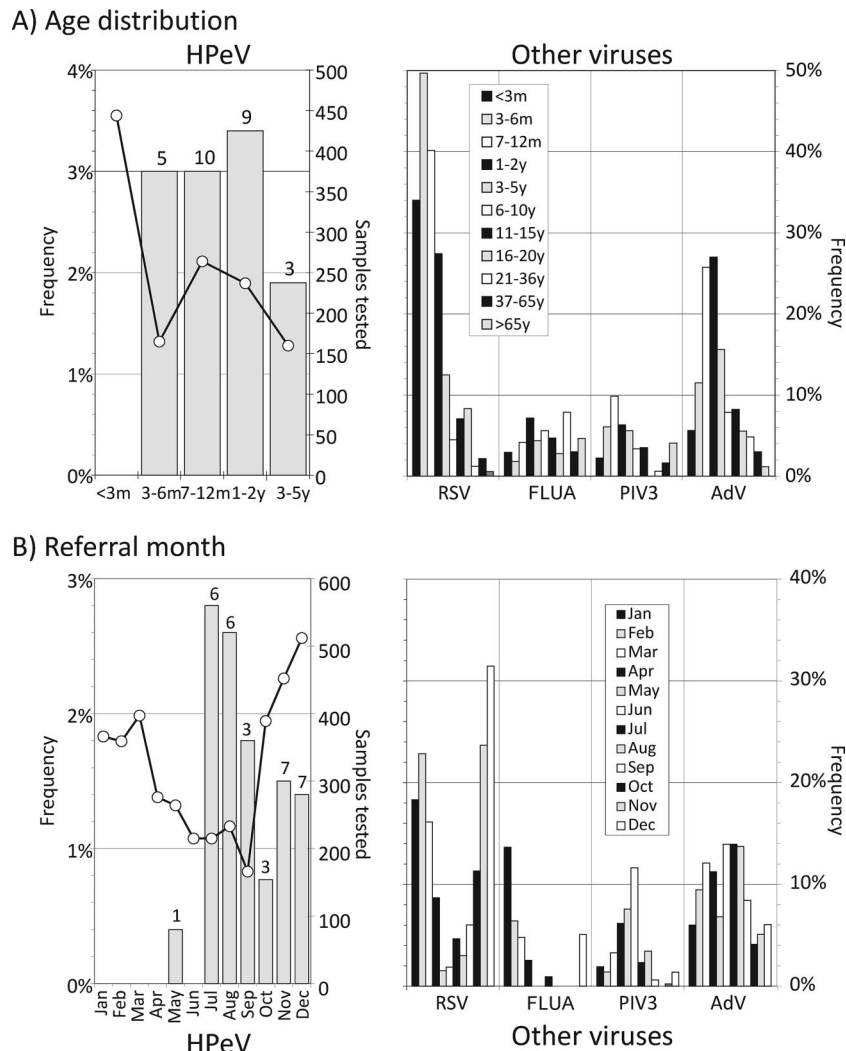 A) Age distribution
HPeV
Other viruses
4%
3%
2%
1%
0%
Frequency
5
10
9
3
500
450
400
350
300
250
200
150
100
50
0
Samples tested
<3m
3-6m
7-12m
1-2y
3-5y
<3m
3-6m
7-12m
1-2y
3-5y
6-10y
11-15y
16-20y
21-36y
37-65y
>65y
50%
40%
30%
20%
10%
0%
Frequency
RSV
FLUA
PIV3
AdV
B) Referral month
3%
2%
1%
0%
Frequency
1
6
6
3
3
7
7
600
500
400
300
200
100
0
Samples tested
Jan
Feb
Mar
Apr
May
Jun
Jul
Aug
Sep
Oct
Nov
Dec
HPeV
Jan
Feb
Mar
Apr
May
Jun
Jul
Aug
Sep
Oct
Nov
Dec
40%
30%
20%
10%
0%
Frequency
RSV
FLUA
PIV3
AdV
Other viruses